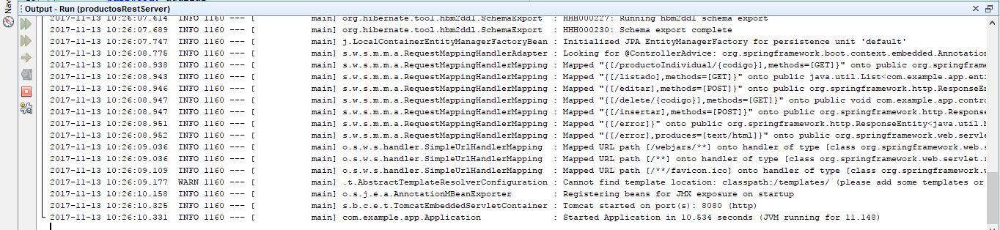 Output - Run (productosRestServer)
Nav
2017-11-13 10:26:07.614 INFO 1160 --- [ main] org.hibernate.tool.hbm2ddl.SchemaExport : HHH000227: Running hbm2ddl schema export
2017-11-13 10:26:07.689 INFO 1160 --- [ main] org.hibernate.tool.hbm2ddl.SchemaExport : HHH000230: Schema export complete
2017-11-13 10:26:07.747 INFO 1160 --- [ main] j.LocalContainerEntityManagerFactoryBean : Initialized JPA EntityManagerFactory for persistence unit 'default'
2017-11-13 10:26:08.775 INFO 1160 --- [ main] s.w.s.m.m.a.RequestMappingHandlerAdapter : Looking for @ControllerAdvice: org.springframework.boot.context.embedded.Annotation
2017-11-13 10:26:08.938 INFO 1160 --- [ main] s.w.s.m.m.a.RequestMappingHandlerMapping : Mapped "{[/productoIndividual/{codigo}],methods=[GET]}" onto public org.springframework
2017-11-13 10:26:08.943 INFO 1160 --- [ main] s.w.s.m.m.a.RequestMappingHandlerMapping : Mapped "{[/listado],methods=[GET]}" onto public java.util.List<com.example.app.enti
2017-11-13 10:26:08.946 INFO 1160 --- [ main] s.w.s.m.m.a.RequestMappingHandlerMapping : Mapped "{[/editar],methods=[POST]}" onto public org.springframework.http.ResponseEn
2017-11-13 10:26:08.947 INFO 1160 --- [ main] s.w.s.m.m.a.RequestMappingHandlerMapping : Mapped "{[/delete/{codigo}],methods=[GET]}" onto public void com.example.app.contro
2017-11-13 10:26:08.947 INFO 1160 --- [ main] s.w.s.m.m.a.RequestMappingHandlerMapping : Mapped "{[/insertar],methods=[POST]}" onto public org.springframework.http.Response
2017-11-13 10:26:08.951 INFO 1160 --- [ main] s.w.s.m.m.a.RequestMappingHandlerMapping : Mapped "{[/error]}" onto public org.springframework.http.ResponseEntity<java.util.M
2017-11-13 10:26:08.952 INFO 1160 --- [ main] s.w.s.m.m.a.RequestMappingHandlerMapping : Mapped "{[/error],produces=[text/html]}" onto public org.springframework.web.servle
2017-11-13 10:26:09.036 INFO 1160 --- [ main] o.s.w.s.handler.SimpleUrlHandlerMapping : Mapped URL path [/webjars/**] onto handler of type [class org.springframework.web.s
2017-11-13 10:26:09.036 INFO 1160 --- [ main] o.s.w.s.handler.SimpleUrlHandlerMapping : Mapped URL path [/**] onto handler of type [class org.springframework.web.servlet.r
2017-11-13 10:26:09.109 INFO 1160 --- [ main] o.s.w.s.handler.SimpleUrlHandlerMapping : Mapped URL path [/**/favicon.ico] onto handler of type [class org.springframework.w
2017-11-13 10:26:09.177 WARN 1160 --- [ main] .t.AbstractTemplateResolverConfiguration : Cannot find template location: classpath:/templates/ (please add some templates or
2017-11-13 10:26:10.158 INFO 1160 --- [ main] o.s.j.e.a.AnnotationMBeanExporter : Registering beans for JMX exposure on startup
2017-11-13 10:26:10.325 INFO 1160 --- [ main] s.b.c.e.t.TomcatEmbeddedServletContainer : Tomcat started on port(s): 8080 (http)
2017-11-13 10:26:10.331 INFO 1160 --- [ main] com.example.app.Application : Started Application in 10.534 seconds (JVM running for 11.148)